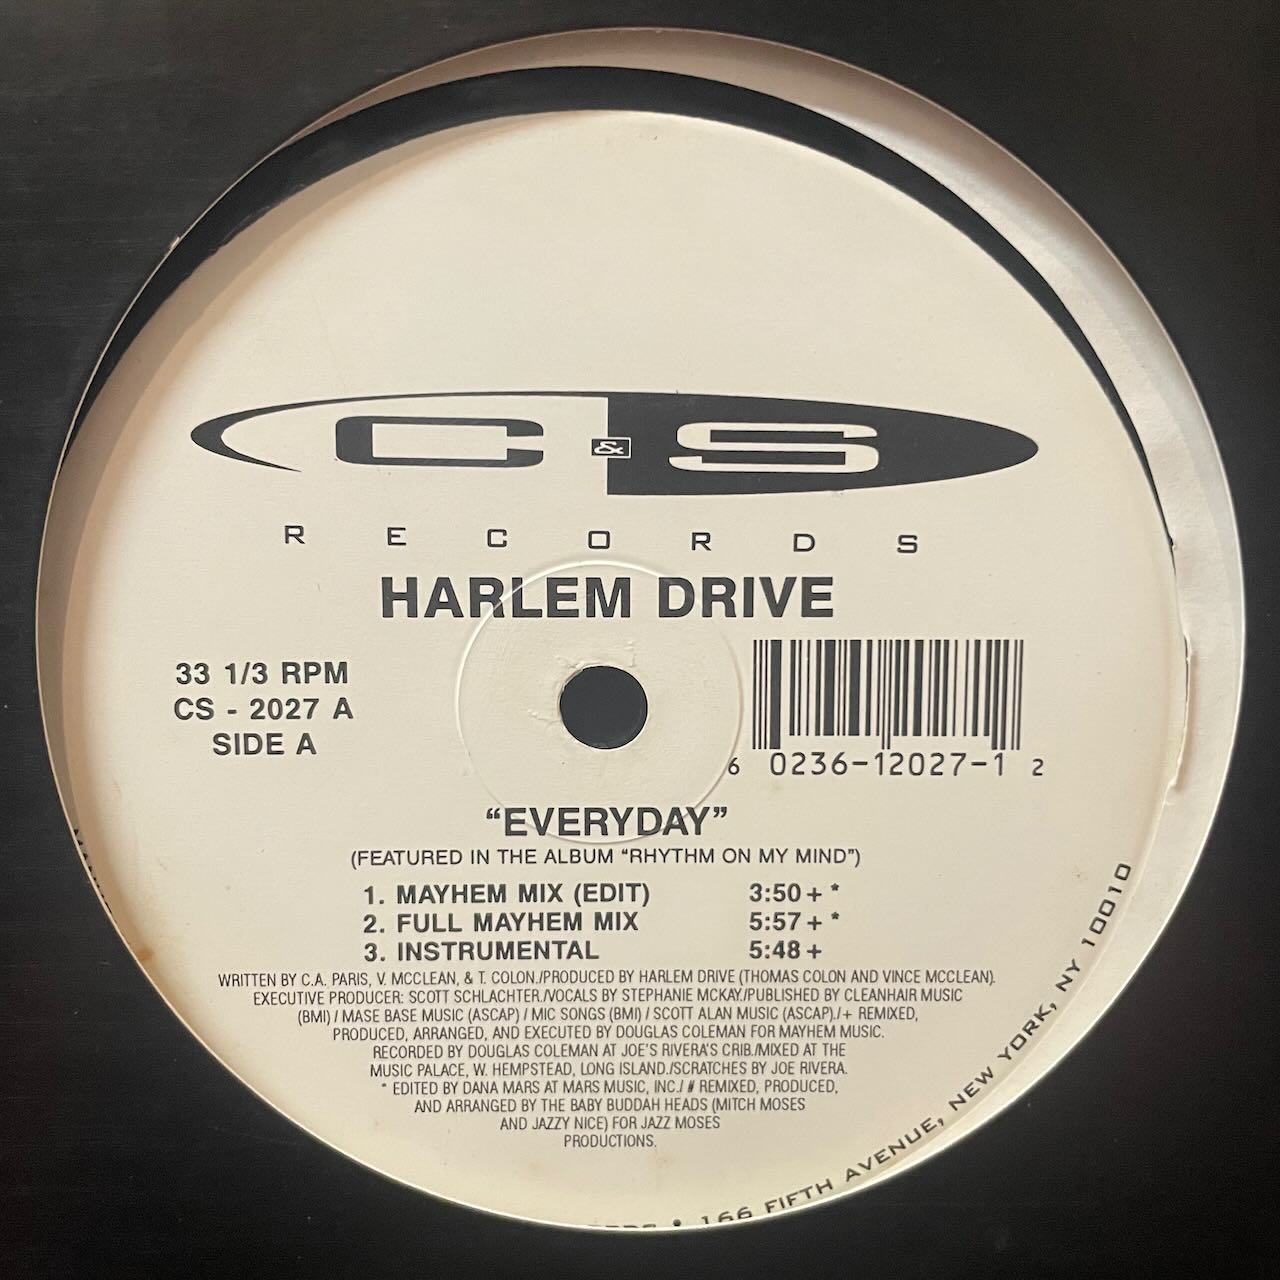 C & S
RECORDS
HARLEM DRIVE
33 1/3 RPM
CS - 2027 A
SIDE A
6 0236-12027-1 2
“EVERYDAY”
(FEATURED IN THE ALBUM “RHYTHM ON MY MIND”)
1. MAYHEM MIX (EDIT) 3:50 + *
2. FULL MAYHEM MIX 5:57 + *
3. INSTRUMENTAL 5:48 +
WRITTEN BY C.A. PARIS, V. MCCLEAN, & T. COLON./PRODUCED BY HARLEM DRIVE (THOMAS COLON AND VINCE MCCLEAN).
EXECUTIVE PRODUCER: SCOTT SCHLACHTER./VOCALS BY STEPHANIE MCKAY./PUBLISHED BY CLEANHAIR MUSIC
(BMI) / MASE BASE MUSIC (ASCAP) / MIC SONGS (BMI) / SCOTT ALAN MUSIC (ASCAP)./+ REMIXED,
PRODUCED, ARRANGED, AND EXECUTED BY DOUGLAS COLEMAN FOR MAYHEM MUSIC.
RECORDED BY DOUGLAS COLEMAN AT JOE'S RIVERA'S CRIB./MIXED AT THE
MUSIC PALACE, W. HEMPSTEAD, LONG ISLAND./SCRATCHES BY JOE RIVERA.
* EDITED BY DANA MARS AT MARS MUSIC, INC./ # REMIXED, PRODUCED,
AND ARRANGED BY THE BABY BUDDAH HEADS (MITCH MOSES
AND JAZZY NICE) FOR JAZZ MOSES
PRODUCTIONS.
• 166 FIFTH AVENUE, NEW YORK, NY 10010